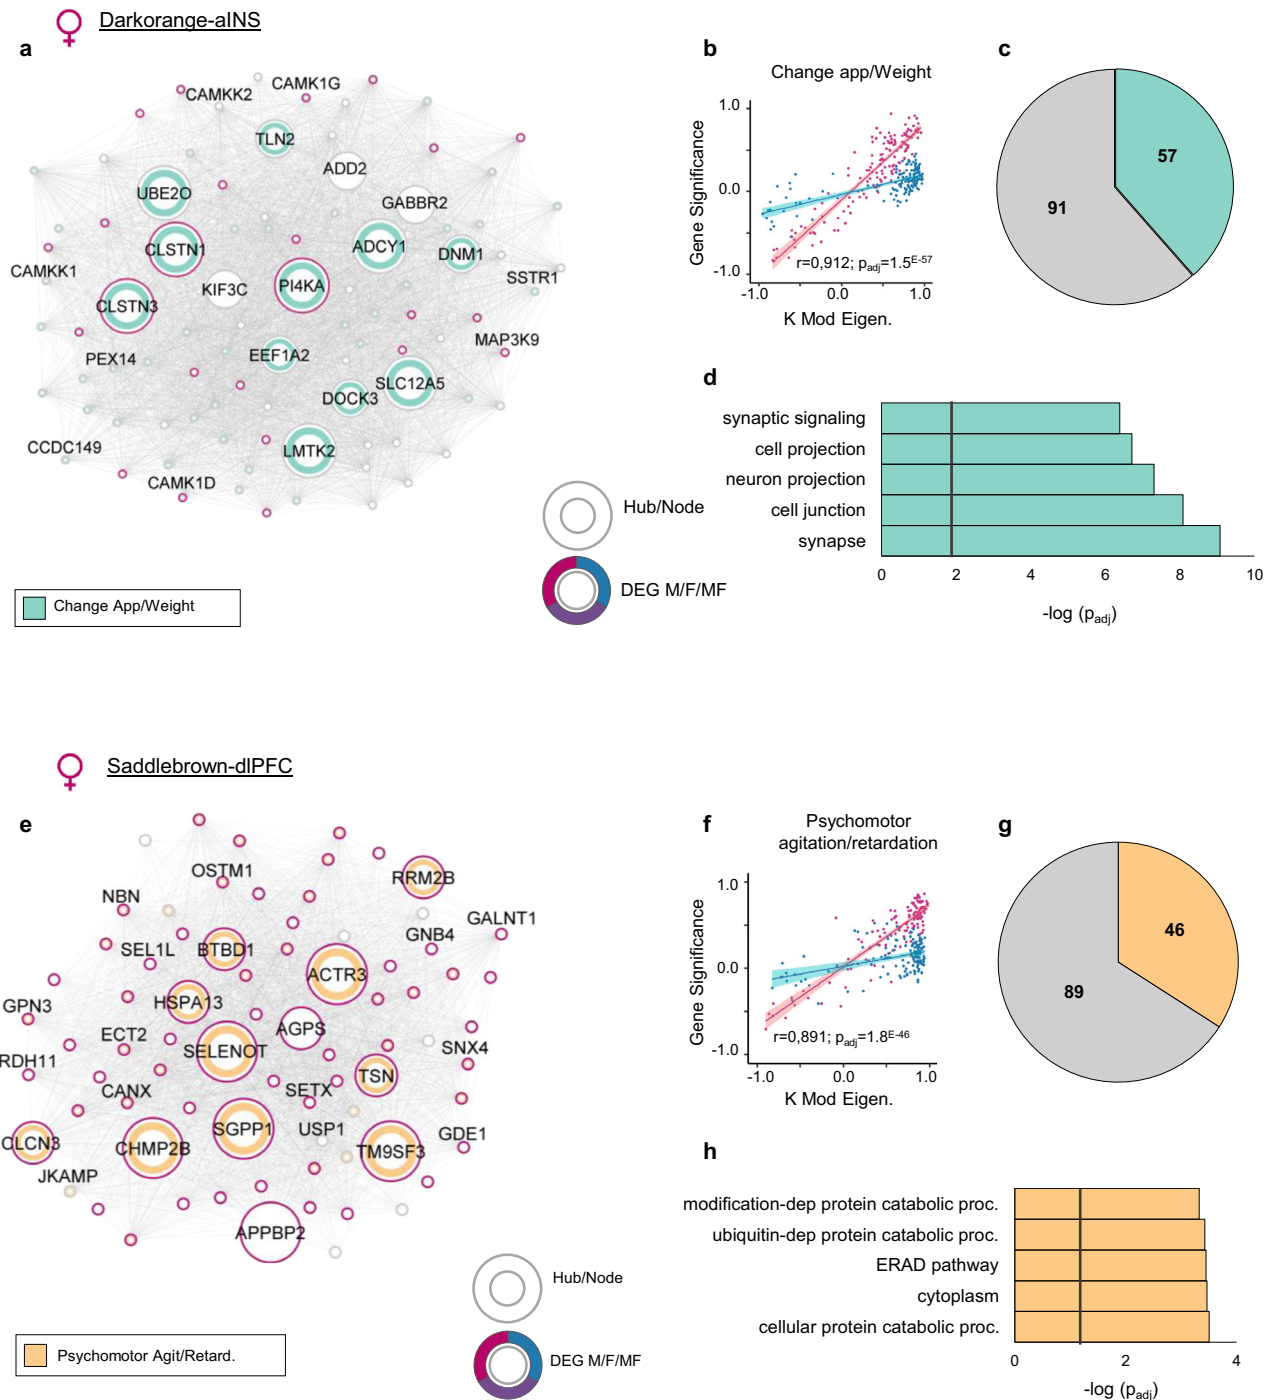 Darkorange-aINS
a
CAMKK2
CAMK1G
TLN2
ADD2
UBE2O
GABBR2
CLSTN1
ADCY1
DNM1
CAMKK1
SSTR1
KIF3C
PI4KA
CLSTN3
MAP3K9
PEX14
EEF1A2
SLC12A5
DOCK3
CCDC149
LMTK2
CAMK1D
Hub/Node
DEG M/F/MF
Change App/Weight
b
Change app/Weight
Gene Significance
1.0
0.0
-1.0
r=0,912; padj=1.5E-57
-1.0 0.0 1.0
K Mod Eigen.
c
57
91
d
synaptic signaling
cell projection
neuron projection
cell junction
synapse
0 2 4 6 8 10
-log (padj)
Saddlebrown-dlPFC
e
OSTM1
RRM2B
NBN
GALNT1
GNB4
SEL1L
BTBD1
ACTR3
HSPA13
GPN3
AGPS
ECT2
SELENOT
SNX4
RDH11
TSN
CANX
SETX
SGPP1
USP1
GDE1
CLCN3
CHMP2B
TM9SF3
JKAMP
APPBP2
Hub/Node
DEG M/F/MF
Psychomotor Agit/Retard.
f
Psychomotor
agitation/retardation
Gene Significance
1.0
0.0
-1.0
r=0,891; padj=1.8E-46
-1.0 0.0 1.0
K Mod Eigen.
g
46
89
h
modification-dep protein catabolic proc.
ubiquitin-dep protein catabolic proc.
ERAD pathway
cytoplasm
cellular protein catabolic proc.
0 2 4
-log (padj)